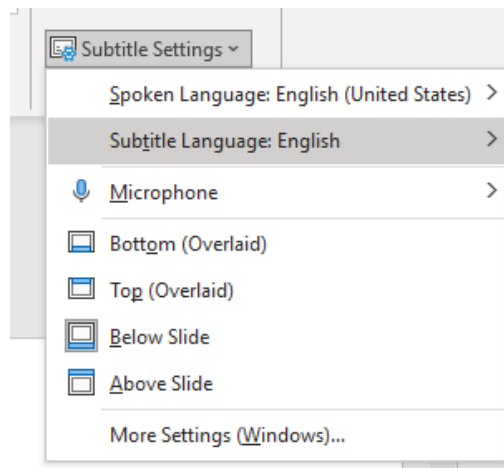 Subtitle Settings
Spoken Language: English (United States)
Subtitle Language: English
Microphone
Bottom (Overlaid)
Top (Overlaid)
Below Slide
Above Slide
More Settings (Windows)...